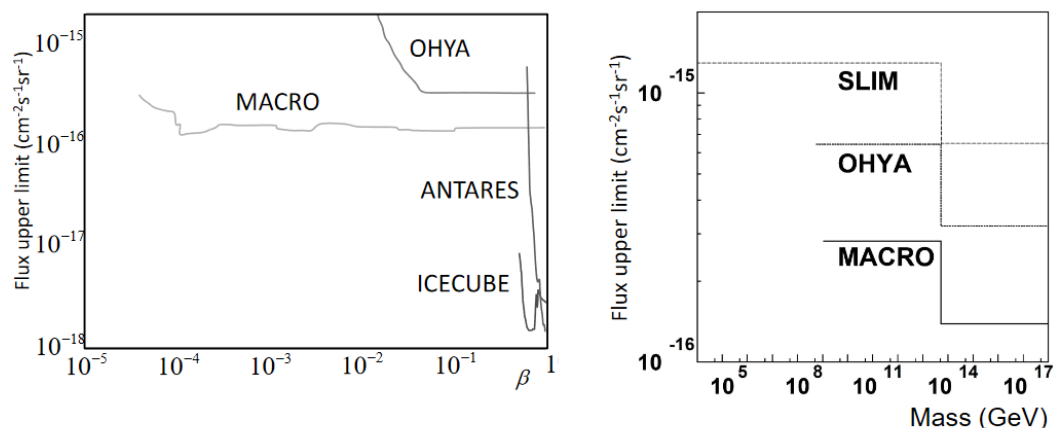 Flux upper limit (cm⁻²s⁻¹sr⁻¹)
10⁻¹⁵
10⁻¹⁶
10⁻¹⁷
10⁻¹⁸
OHYA
MACRO
ANTARES
ICECUBE
10⁻⁵
10⁻⁴
10⁻³
10⁻²
10⁻¹
1
β
Flux upper limit (cm⁻²s⁻¹sr⁻¹)
10⁻¹⁵
10⁻¹⁶
SLIM
OHYA
MACRO
10⁵
10⁸
10¹¹
10¹⁴
10¹⁷
Mass (GeV)